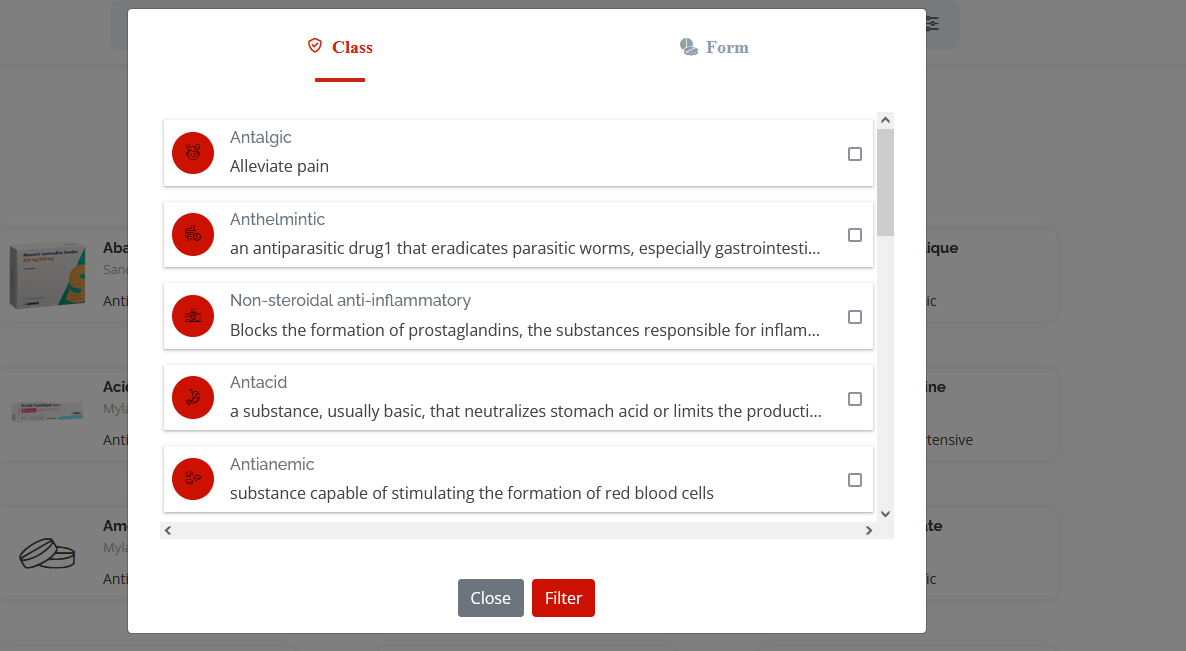 Class
Form
Antalgic
Alleviate pain
Anthelmintic
an antiparasitic drug1 that eradicates parasitic worms, especially gastrointesti...
Non-steroidal anti-inflammatory
Blocks the formation of prostaglandins, the substances responsible for inflam...
Antacid
a substance, usually basic, that neutralizes stomach acid or limits the producti...
Antianemic
substance capable of stimulating the formation of red blood cells
Close
Filter
Aba
ique
Sand
Anti
ic
Acid
ine
Myla
Anti
tensive
Am
te
Myla
Anti
ic